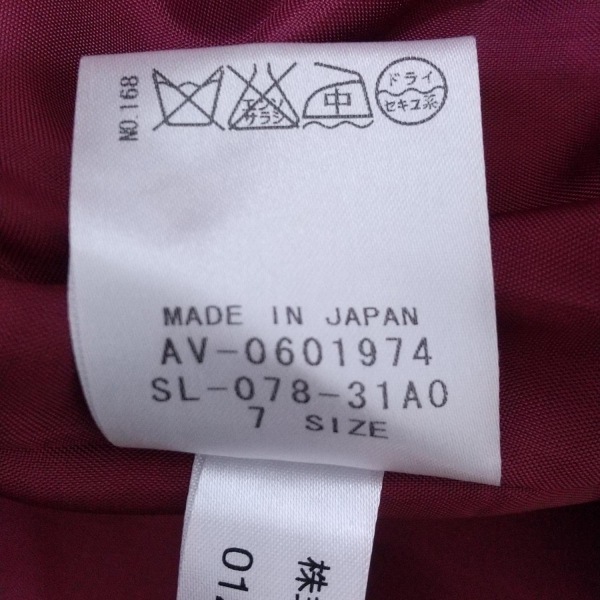 NO.168
エンソ
サラシ
中
ドライ
セキユ系
MADE IN JAPAN
AV-0601974
SL-078-31A0
7 SIZE
株
01